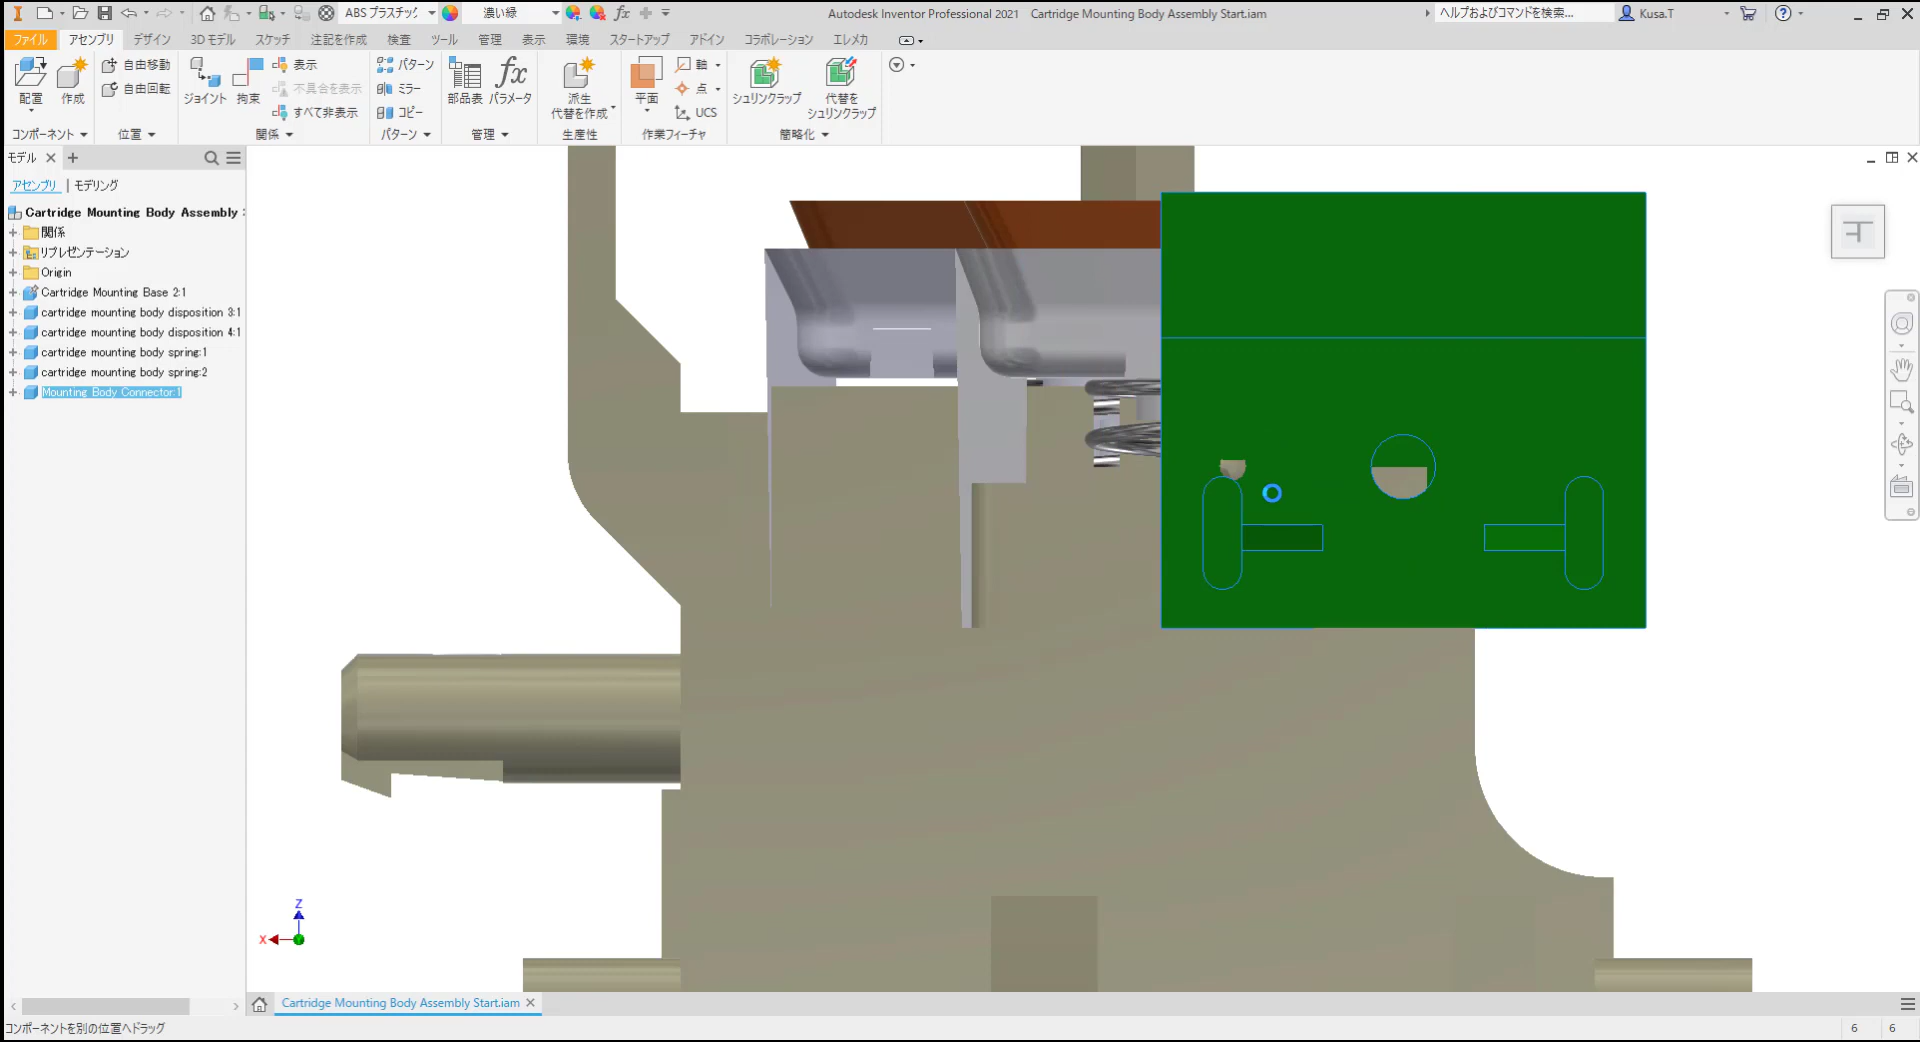 ABS プラスチック
濃い緑
fx
Autodesk Inventor Professional 2021 Cartridge Mounting Body Assembly Start.iam
ヘルプおよびコマンドを検索...
Kusa.T
ファイル アセンブリ デザイン 3D モデル スケッチ 注記を作成 検査 ツール 管理 表示 環境 スタートアップ アドイン コラボレーション エレメカ
配置
作成
自由移動
自由回転
ジョイント
拘束
表示
不具合を表示
すべて非表示
パターン
ミラー
コピー
部品表
fx
パラメータ
派生
代替を作成
平面
軸
点
UCS
シュリンクラップ
代替を
シュリンクラップ
コンポーネント
位置
関係
パターン
管理
生産性
作業フィーチャ
簡略化
モデル
アセンブリ | モデリング
Cartridge Mounting Body Assembly
関係
リプレゼンテーション
Origin
Cartridge Mounting Base 2:1
cartridge mounting body disposition 3:1
cartridge mounting body disposition 4:1
cartridge mounting body spring:1
cartridge mounting body spring:2
Mounting Body Connector:1
Z
X
Cartridge Mounting Body Assembly Start.iam
コンポーネントを別の位置へドラッグ
6 6